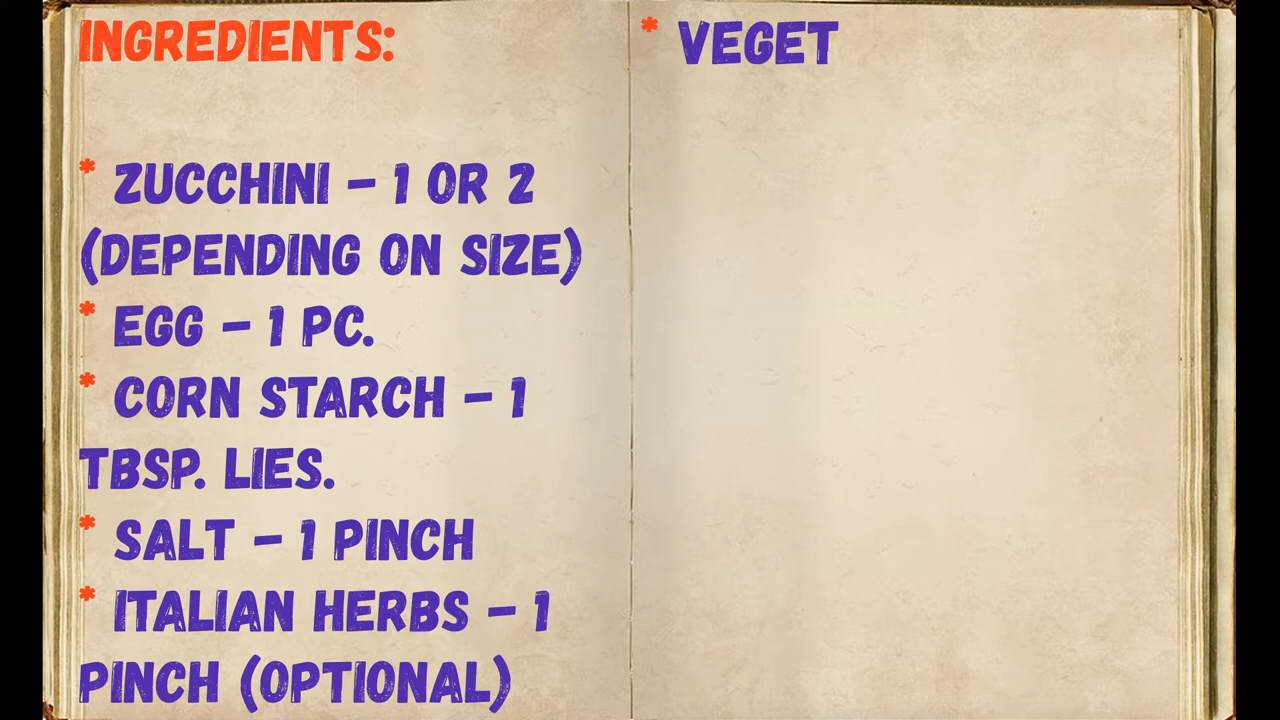 INGREDIENTS:
* ZUCCHINI – 1 OR 2
(DEPENDING ON SIZE)
* EGG – 1 PC.
* CORN STARCH – 1
TBSP. LIES.
* SALT – 1 PINCH
* ITALIAN HERBS – 1
PINCH (OPTIONAL)
* VEGET